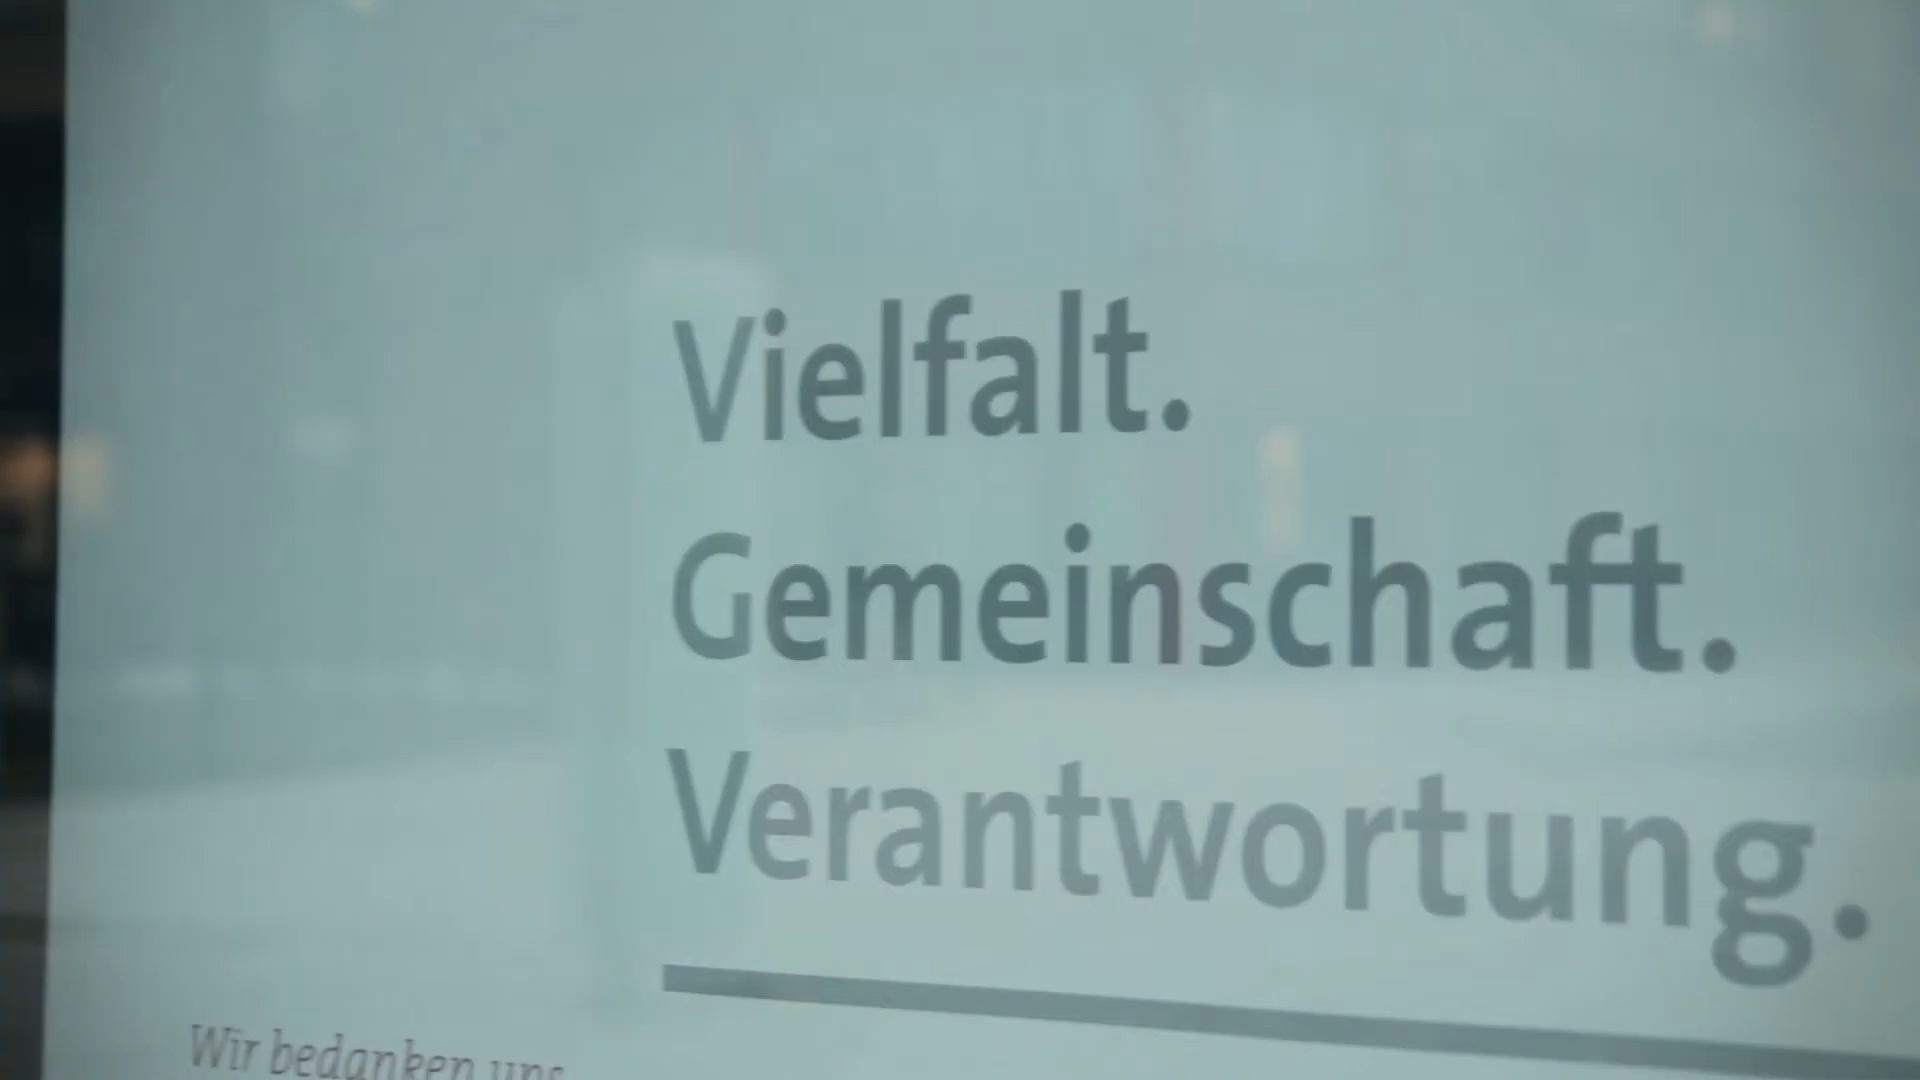 Vielfalt.
Gemeinschaft.
Verantwortung.
Wir bedanken uns